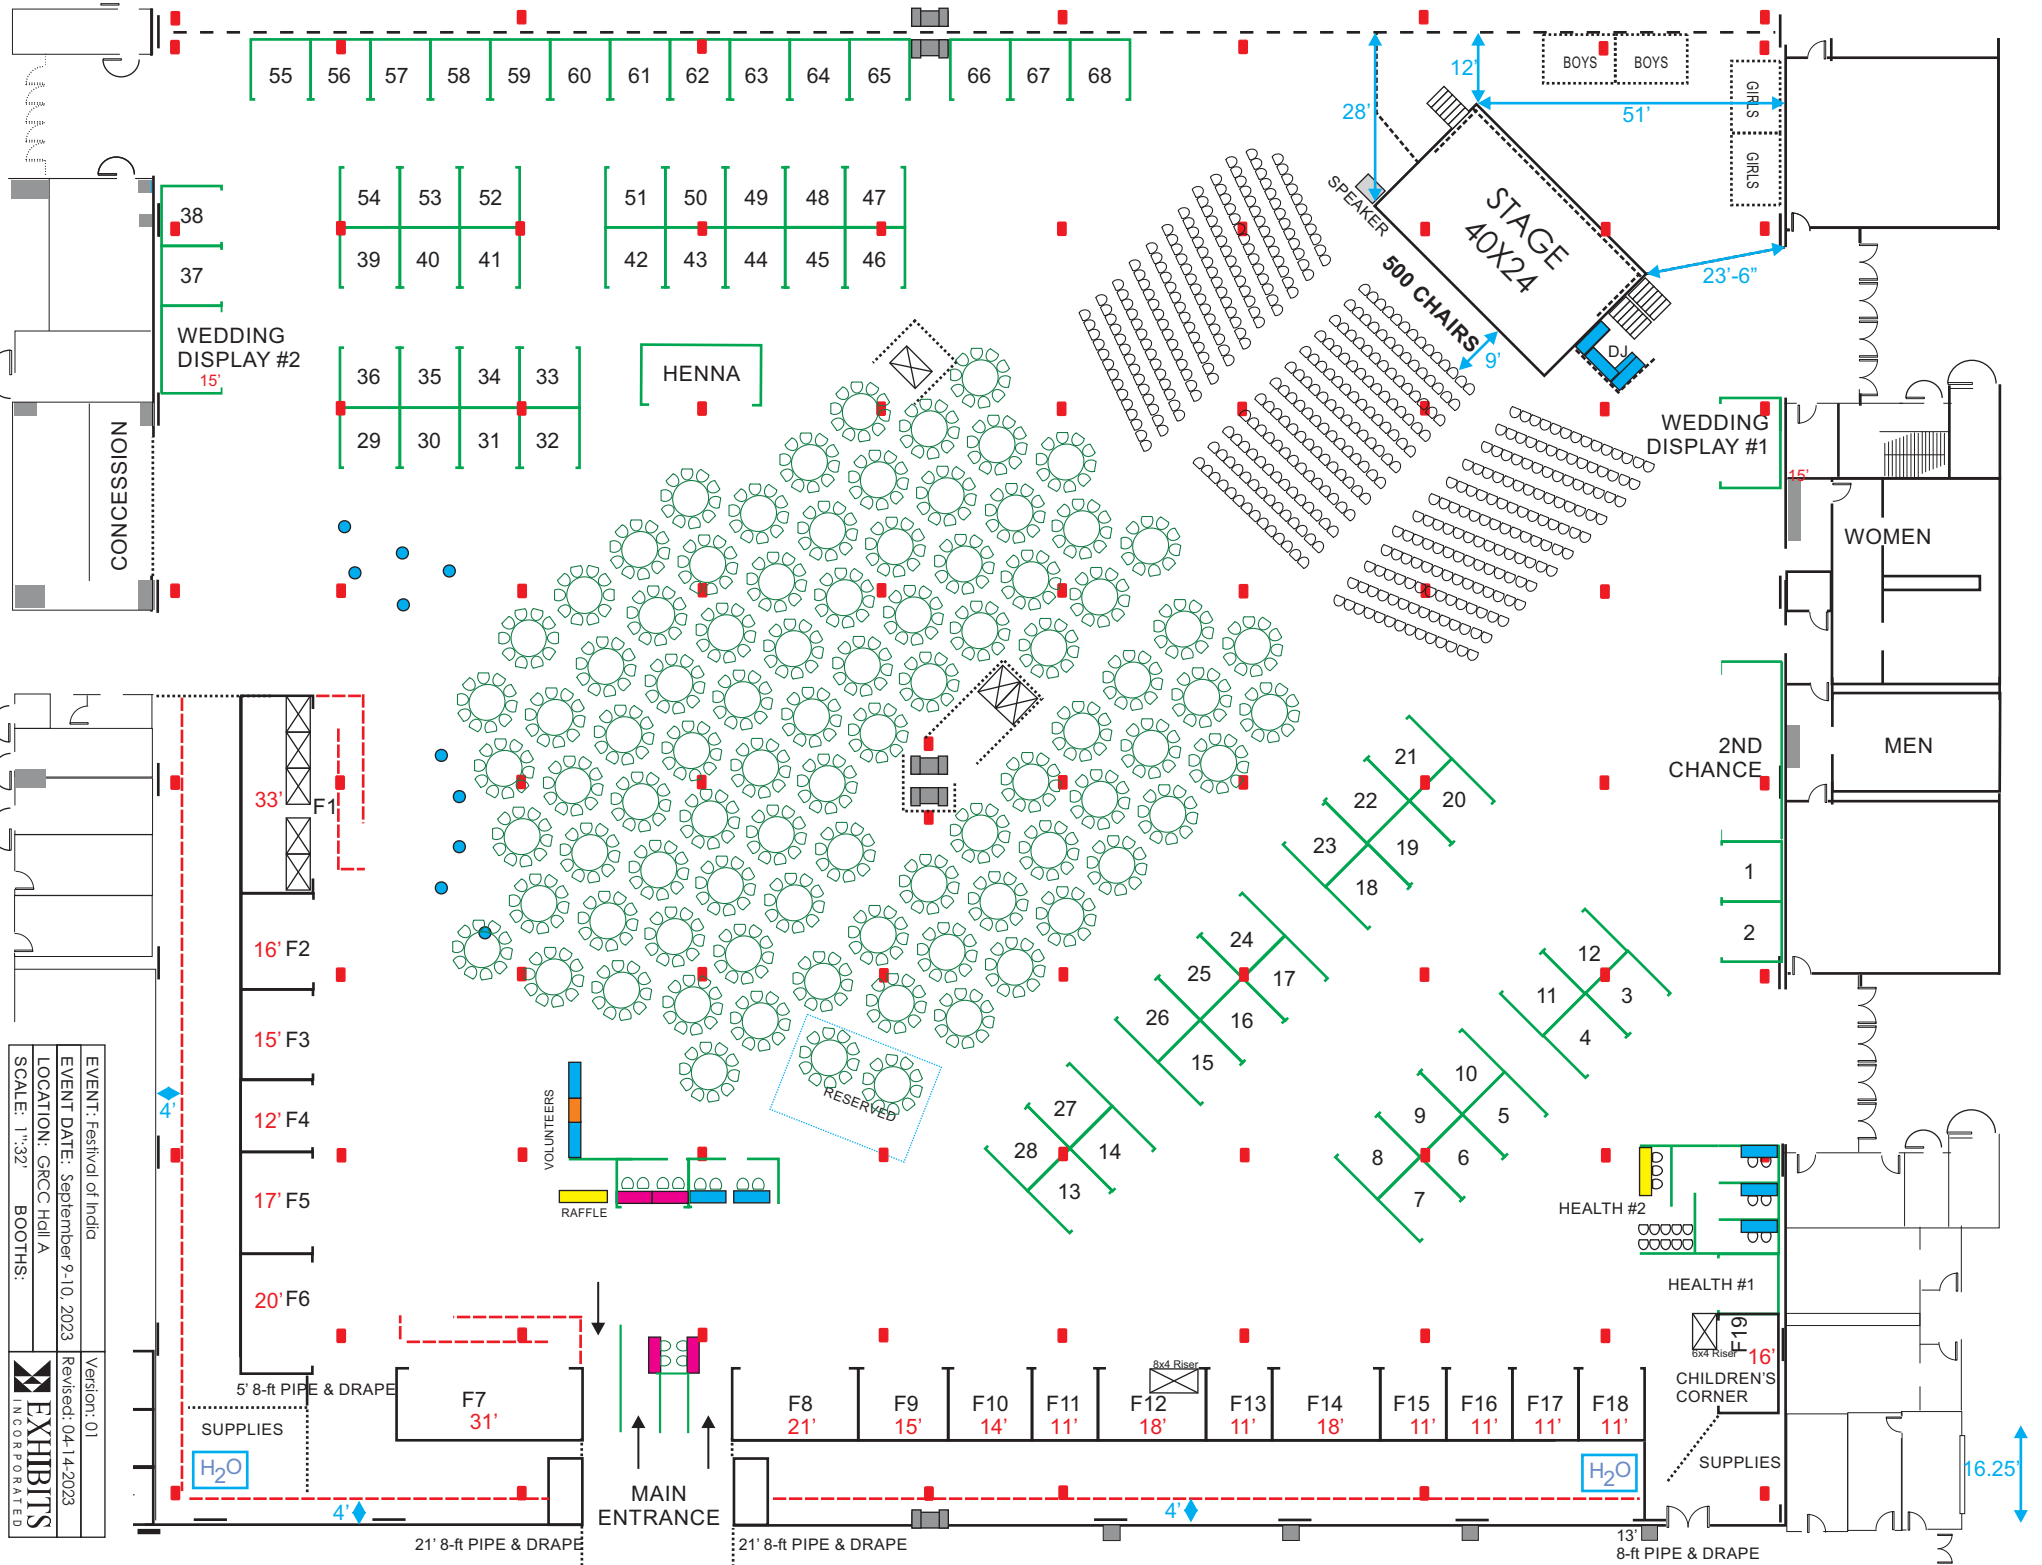 55 56 57 58 59 60 61 62 63 64 65 66 67 68
12'
28'
51'
BOYS BOYS
GIRLS
GIRLS
SPEAKER
STAGE
40X24
500 CHAIRS
9'
23'-6"
DJ
54 53 52
39 40 41
51 50 49 48 47
42 43 44 45 46
38
37
WEDDING
DISPLAY #2
15'
36 35 34 33
29 30 31 32
HENNA
CONCESSION
WEDDING
DISPLAY #1
15'
WOMEN
MEN
2ND
CHANCE
1
2
33'
F1
16' F2
15' F3
12' F4
17' F5
20' F6
4'
21
22 20
23 19
18
24
25 17
26 16
15
27
28 14
13
12
11 3
4
10
9 5
8 6
7
RESERVED
VOLUNTEERS
RAFFLE
HEALTH #2
HEALTH #1
F19
6x4 Riser
16'
CHILDREN'S
CORNER
SUPPLIES
16.25'
5' 8-ft PIPE & DRAPE
SUPPLIES
H2O
F7
31'
8x4 Riser
F8 F9 F10 F11 F12 F13 F14 F15 F16 F17 F18
21' 15' 14' 11' 18' 11' 18' 11' 11' 11' 11'
H2O
MAIN
ENTRANCE
4'
4'
21' 8-ft PIPE & DRAPE
21' 8-ft PIPE & DRAPE
13'
8-ft PIPE & DRAPE
EVENT: Festival of India
EVENT DATE: September 9-10, 2023
LOCATION: GRCC Hall A
SCALE: 1":32' BOOTHS:
Version: 01
Revised: 04-14-2023
EXHIBITS
INCORPORATED